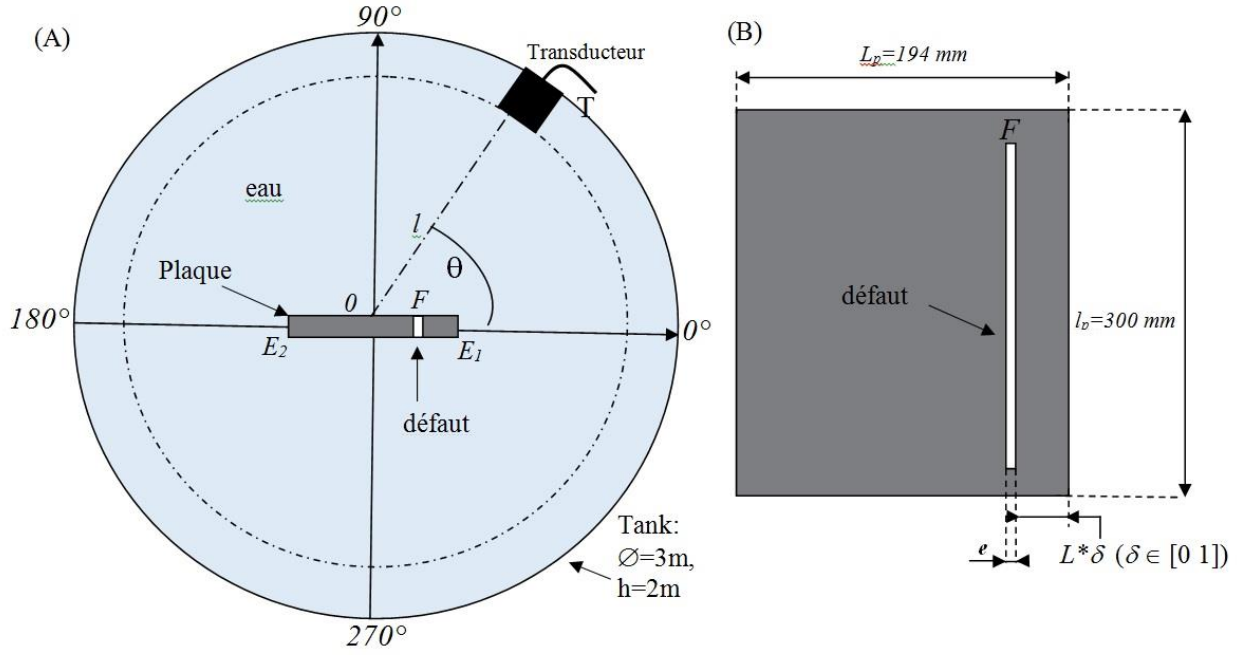 (A)
90°
Transducteur
T
eau
l
θ
Plaque
0
F
180°
0°
E₂
E₁
défaut
Tank:
∅=3m,
h=2m
270°
(B)
Lₚ=194 mm
F
défaut
lₚ=300 mm
e
L*δ (δ ∈ [0 1])